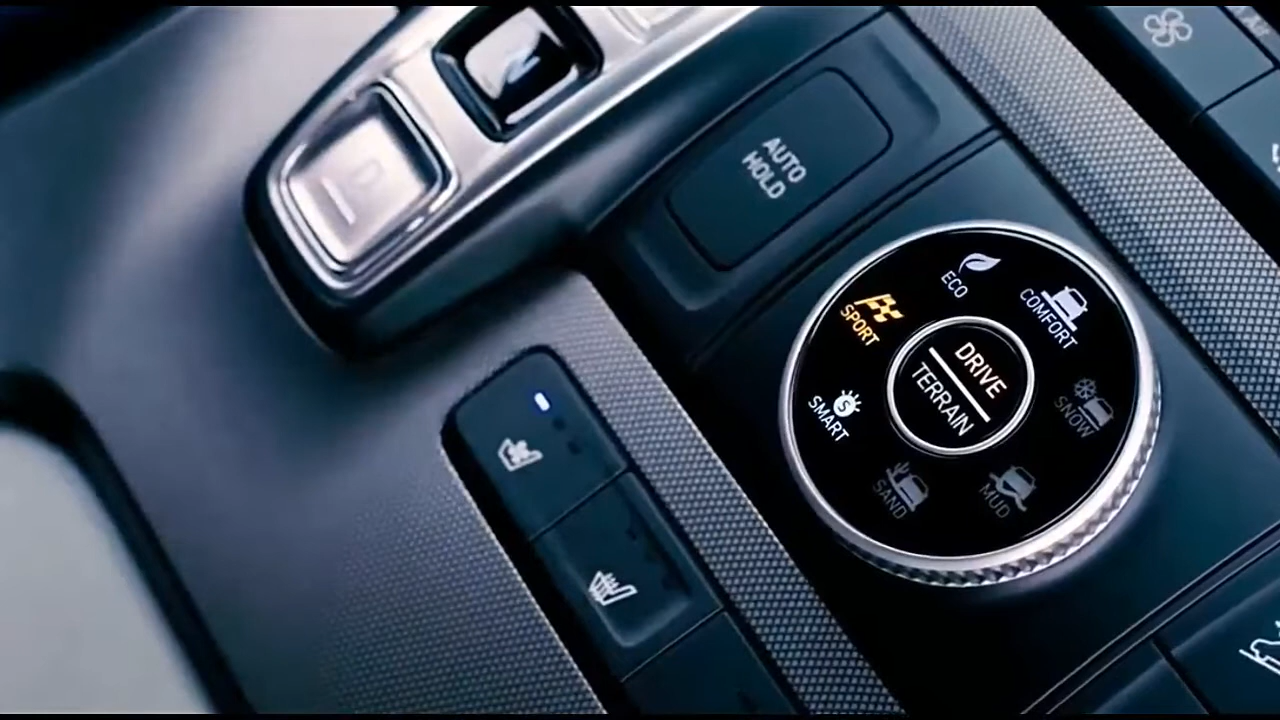 AUTO
HOLD
ECO
COMFORT
SPORT
DRIVE
TERRAIN
SNOW
SMART
SAND
MUD